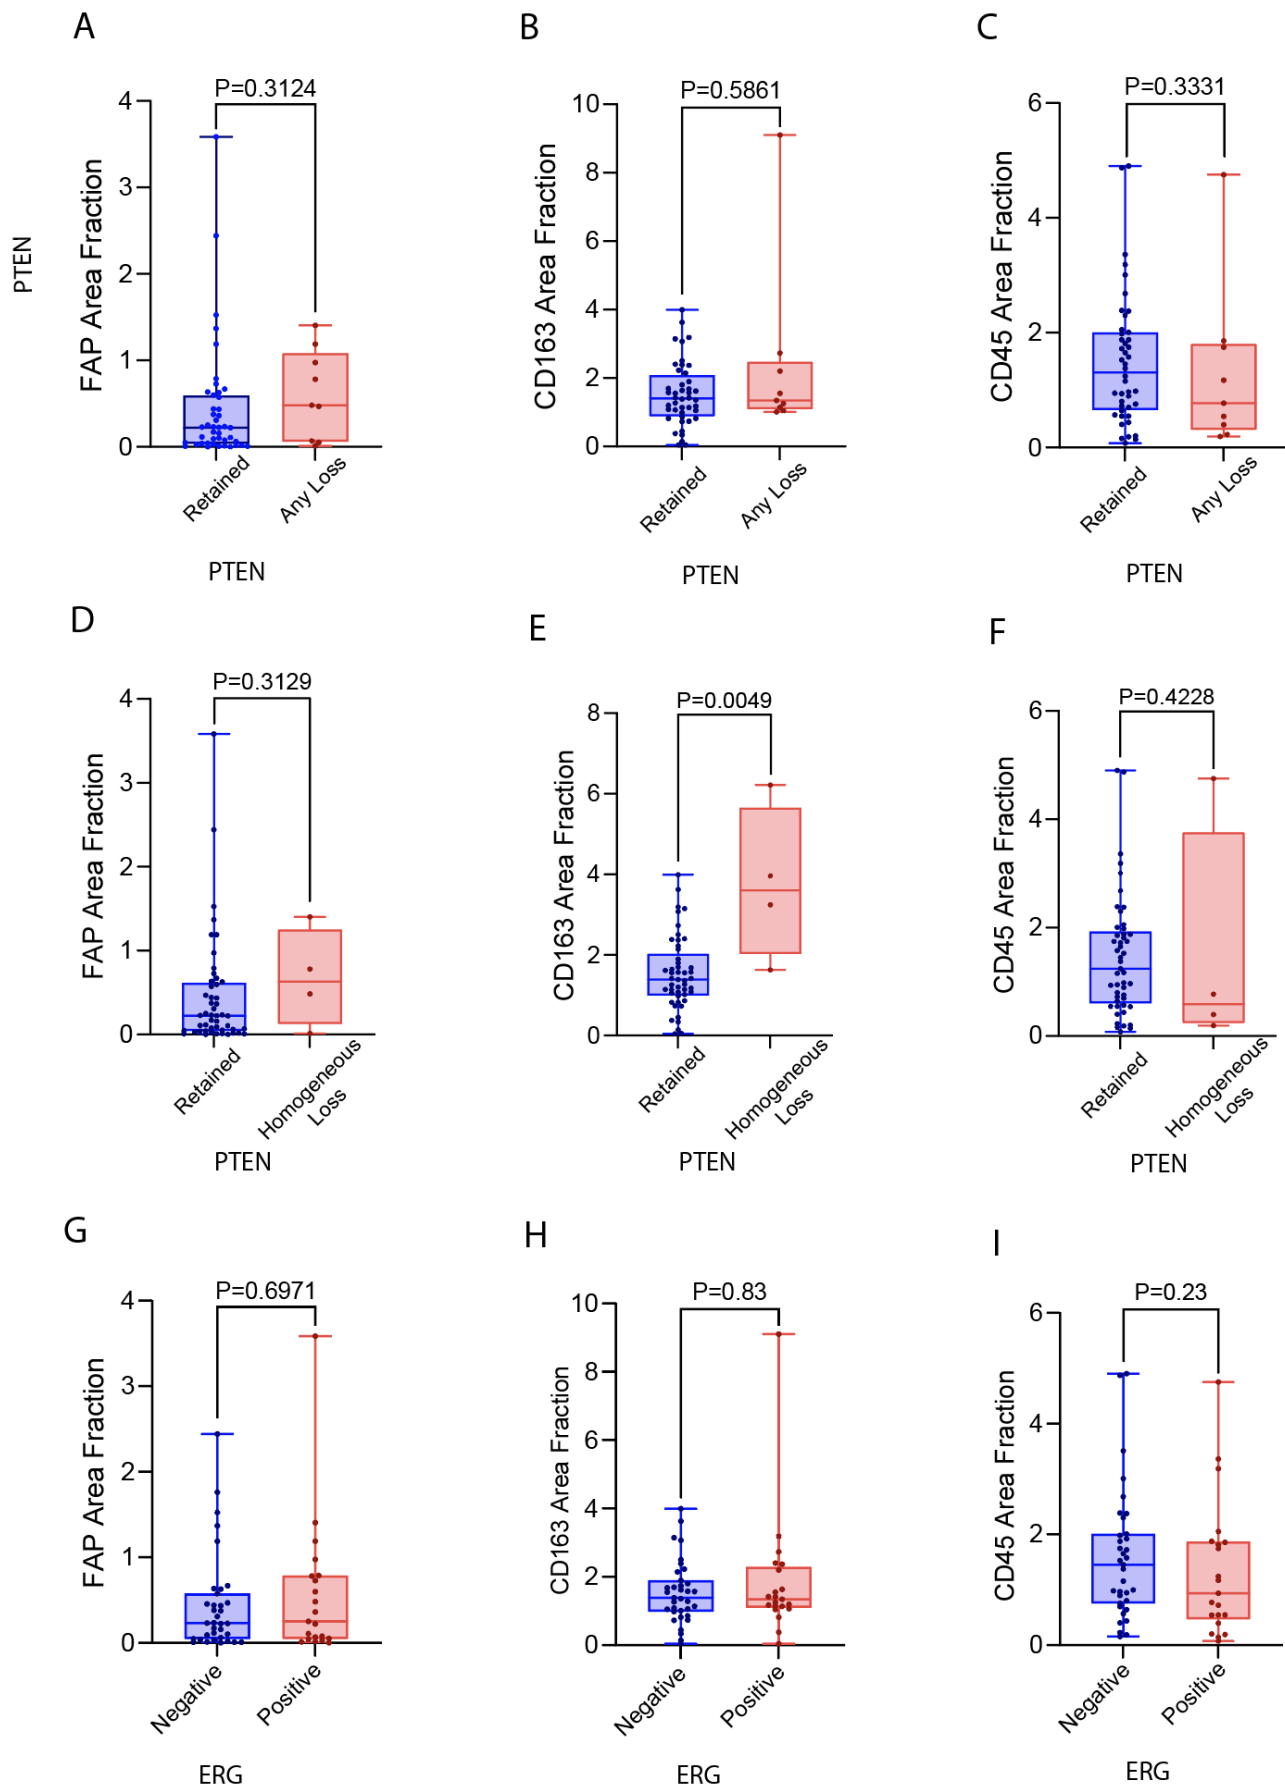 A
B
C
PTEN
P=0.3124
FAP Area Fraction
4
3
2
1
0
Retained
Any Loss
PTEN
P=0.5861
CD163 Area Fraction
10
8
6
4
2
0
Retained
Any Loss
PTEN
P=0.3331
CD45 Area Fraction
6
4
2
0
Retained
Any Loss
PTEN
D
E
F
P=0.3129
FAP Area Fraction
4
3
2
1
0
Retained
Homogeneous
Loss
PTEN
P=0.0049
CD163 Area Fraction
8
6
4
2
0
Retained
Homogeneous
Loss
PTEN
P=0.4228
CD45 Area Fraction
6
4
2
0
Retained
Homogeneous
Loss
PTEN
G
H
I
P=0.6971
FAP Area Fraction
4
3
2
1
0
Negative
Positive
ERG
P=0.83
CD163 Area Fraction
10
8
6
4
2
0
Negative
Positive
ERG
P=0.23
CD45 Area Fraction
6
4
2
0
Negative
Positive
ERG